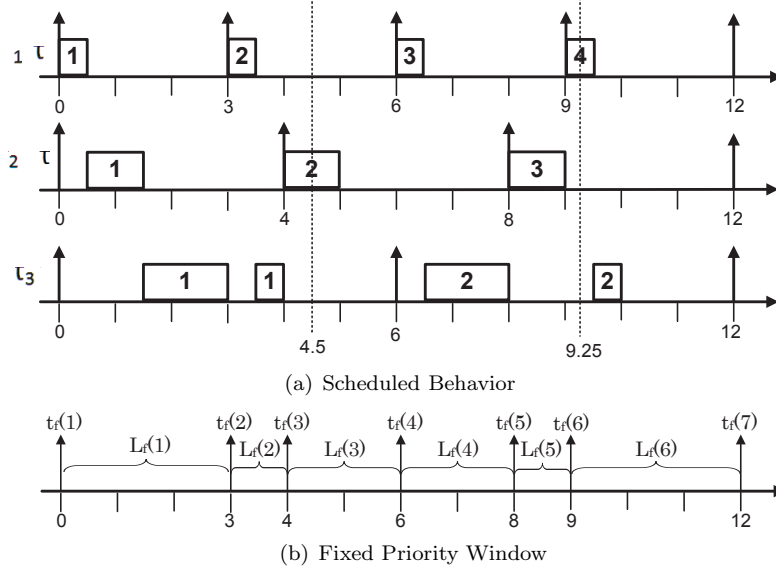 1 τ 1 2 3 4
0 3 6 9 12
2 τ 1 2 3
0 4 8 12
τ3 1 1 2 2
0 6 12
4.5 9.25
(a) Scheduled Behavior
tf(1) tf(2) tf(3) tf(4) tf(5) tf(6) tf(7)
Lf(1) Lf(2) Lf(3) Lf(4) Lf(5) Lf(6)
0 3 4 6 8 9 12
(b) Fixed Priority Window